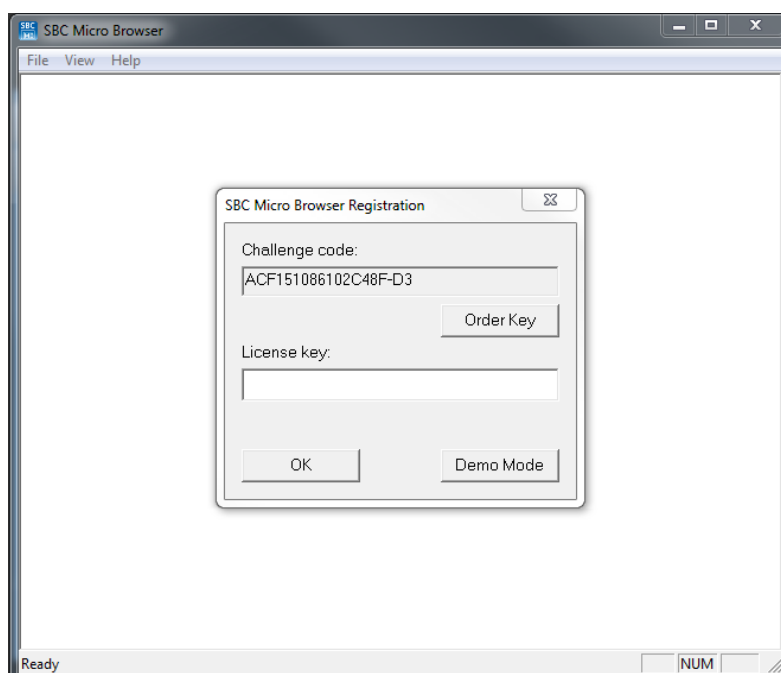 SBC Micro Browser
File View Help
SBC Micro Browser Registration
Challenge code:
ACF151086102C48F-D3
Order Key
License key:
OK Demo Mode
Ready NUM